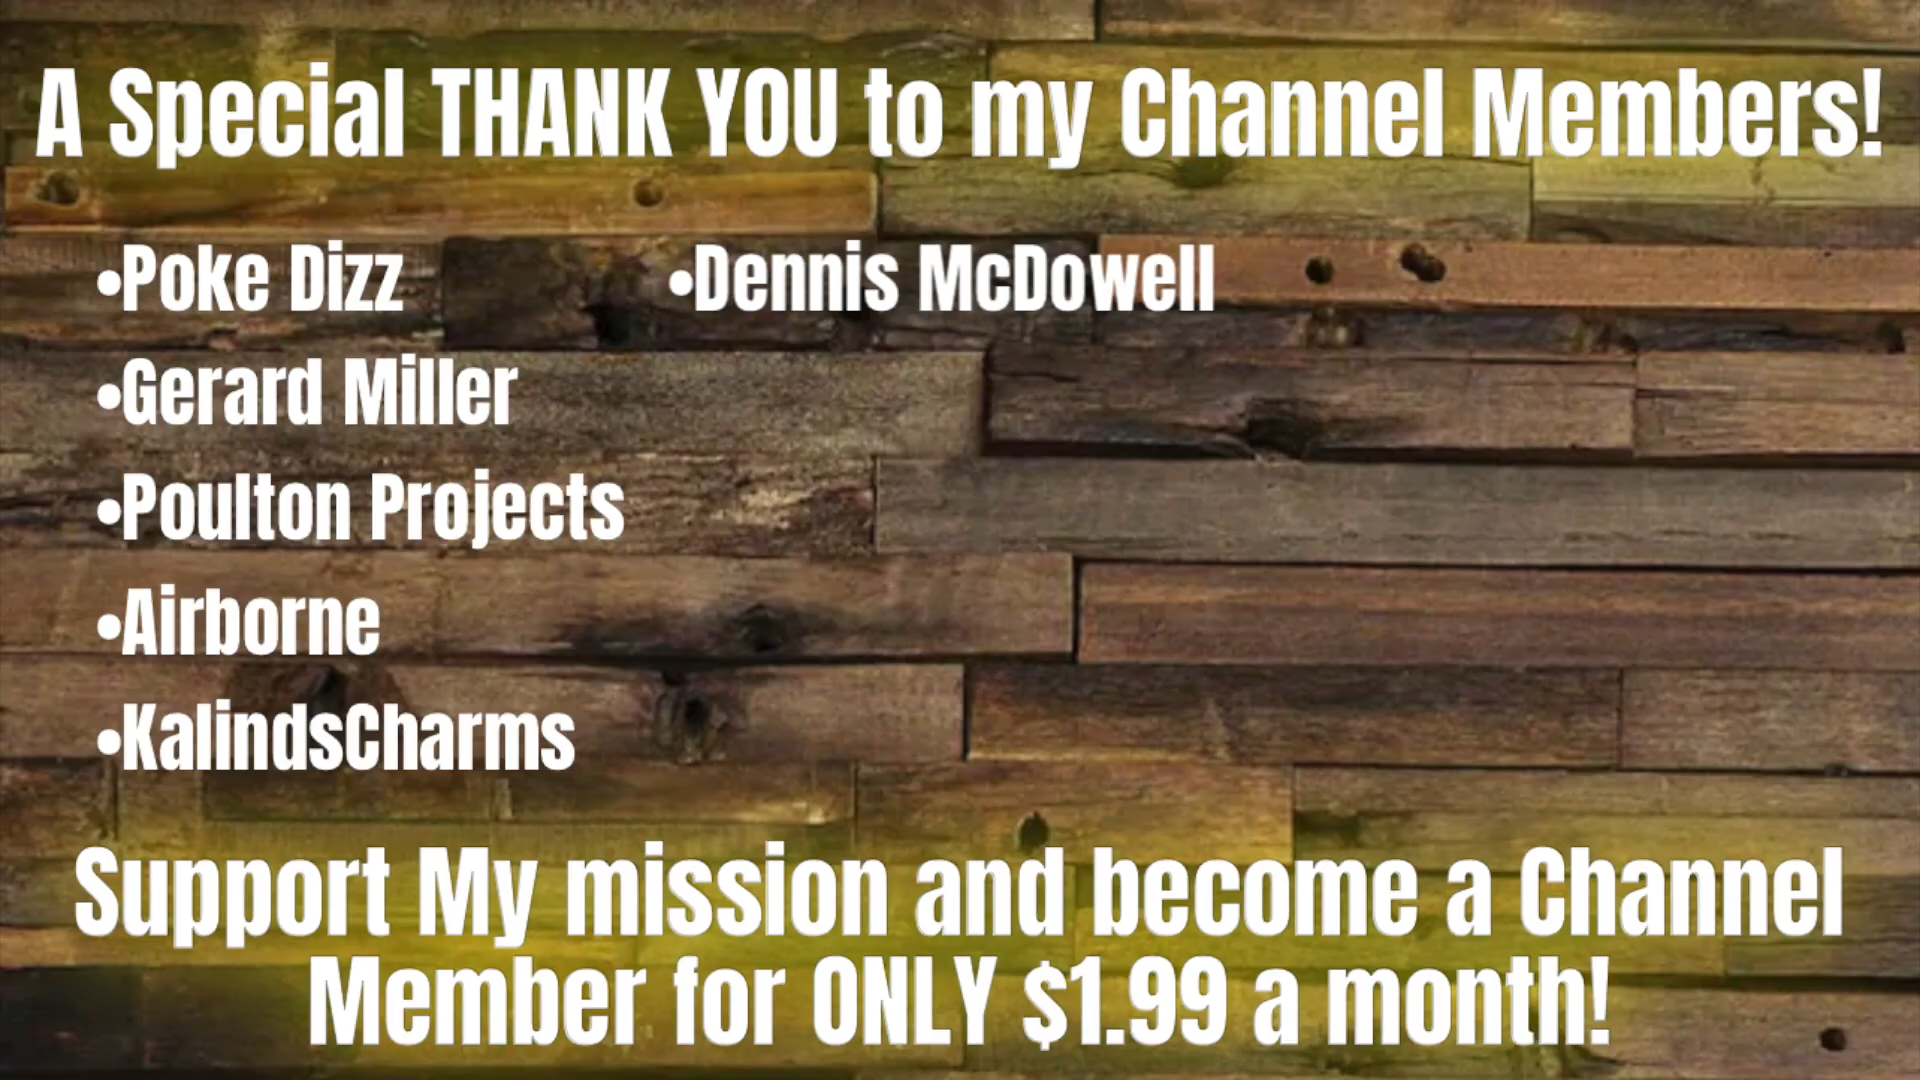 A Special THANK YOU to my Channel Members!
•Poke Dizz
•Gerard Miller
•Poulton Projects
•Airborne
•KalindsCharms
•Dennis McDowell
Support My mission and become a Channel
Member for ONLY $1.99 a month!